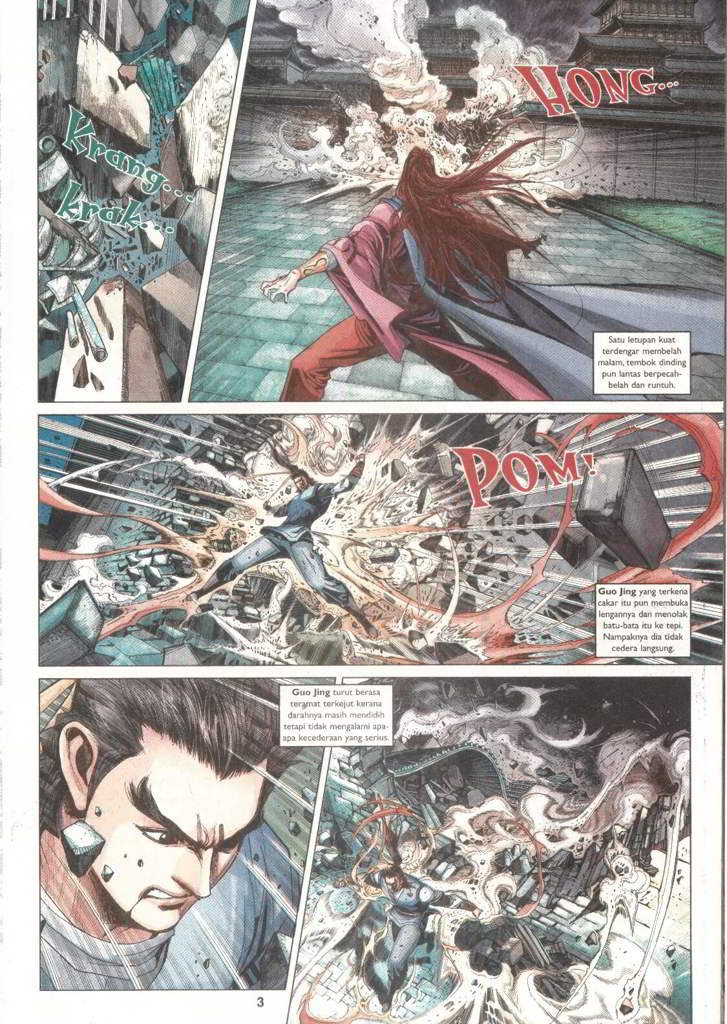 Krang...
krak...
HONG...
Satu letupan kuat
terdengar membelah
malam, tembok dinding
pun lantas berpecah-
belah dan runtuh.
POM!
Guo Jing yang terkena
cakar itu pun membuka
lengannya dan menolak
batu-bata itu ke tepi.
Nampaknya dia tidak
cedera langsung.
Guo Jing turut berasa
teramat terkejut kerana
darahnya masih mendidih
tetapi tidak mengalami apa-
apa kecederaan yang serius.
3